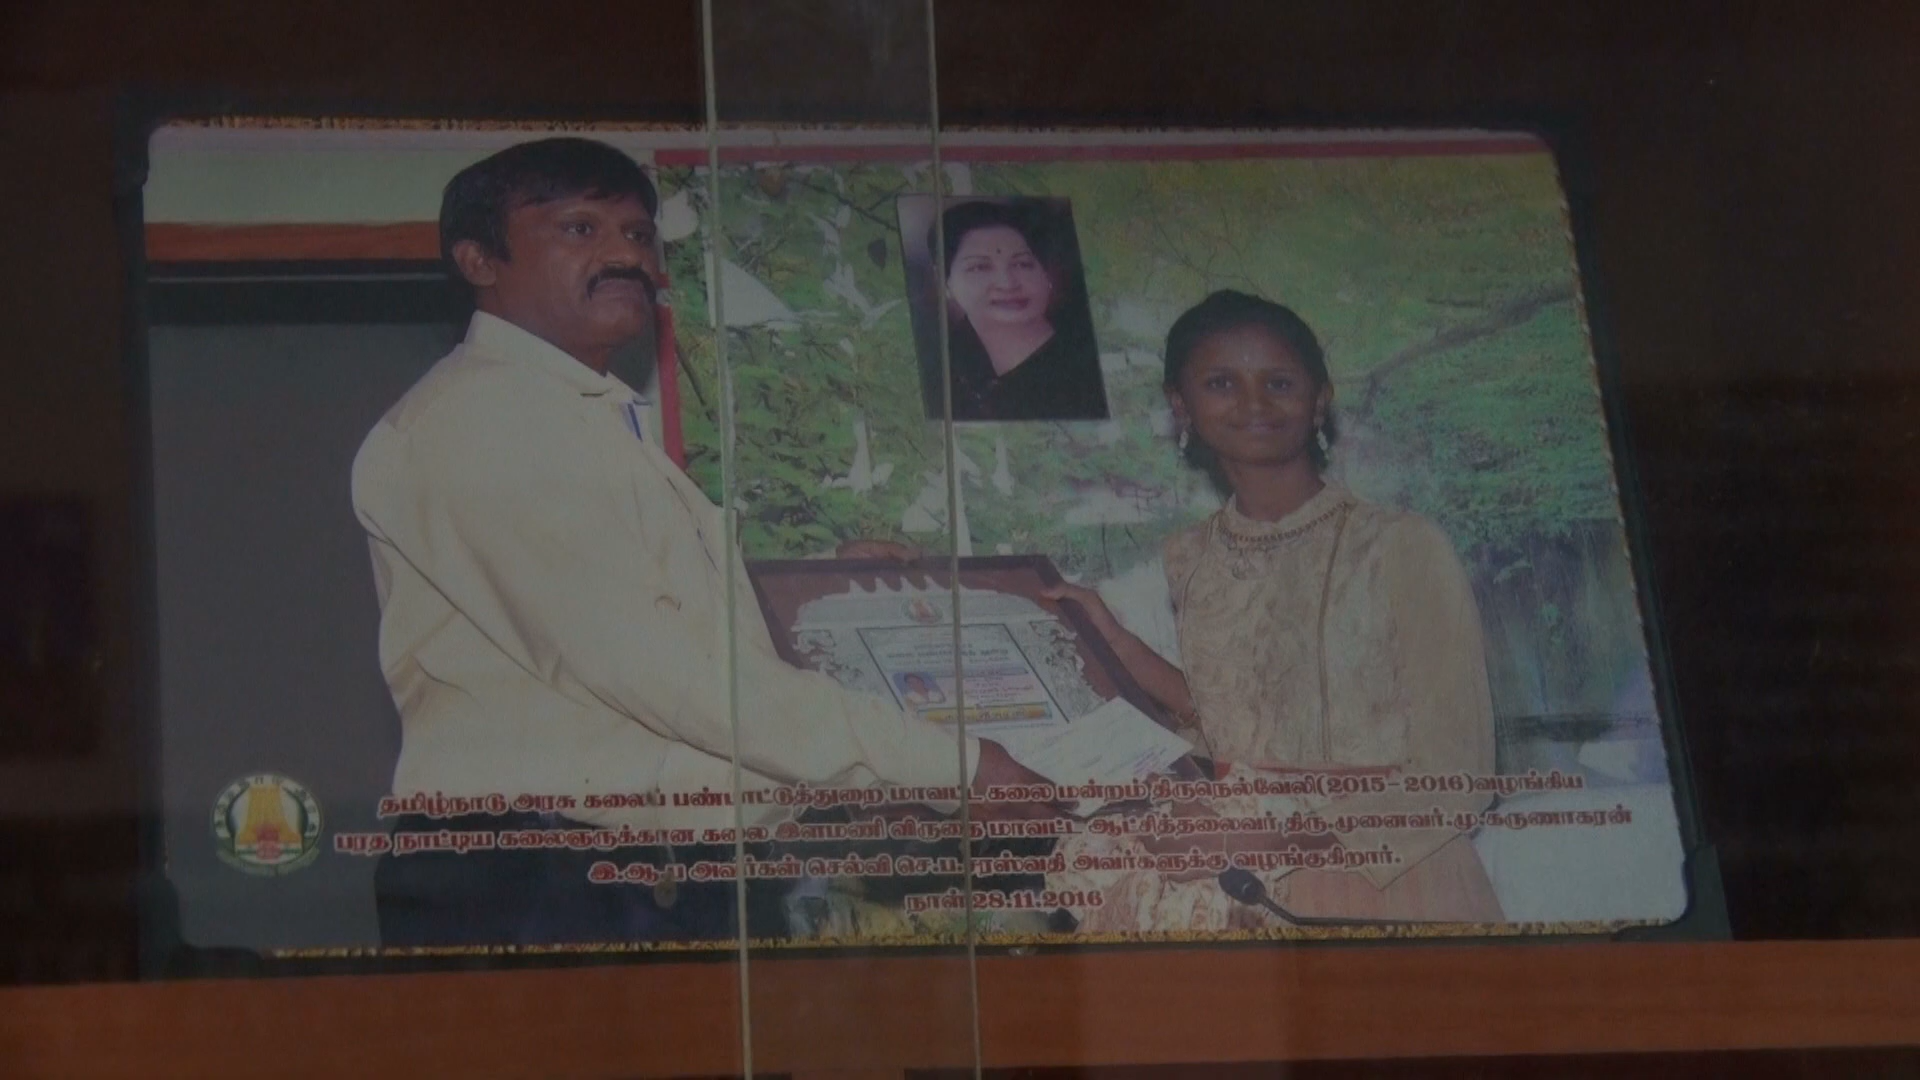 தமிழ்நாடு அரசு கலைப் பண்பாட்டுத்துறை மாவட்ட கலை மன்றம் திருநெல்வேலி(2015-2016)வழங்கிய
பரத நாட்டிய கலைஞருக்கான கலை இளமணி விருதை மாவட்ட ஆட்சித்தலைவர் திரு.முனைவர்.மு.கருணாகரன்
இ.ஆ.ப அவர்கள் செல்வி செ.ப.சரஸ்வதி அவர்களுக்கு வழங்குகிறார்.
நாள் 28.11.2016